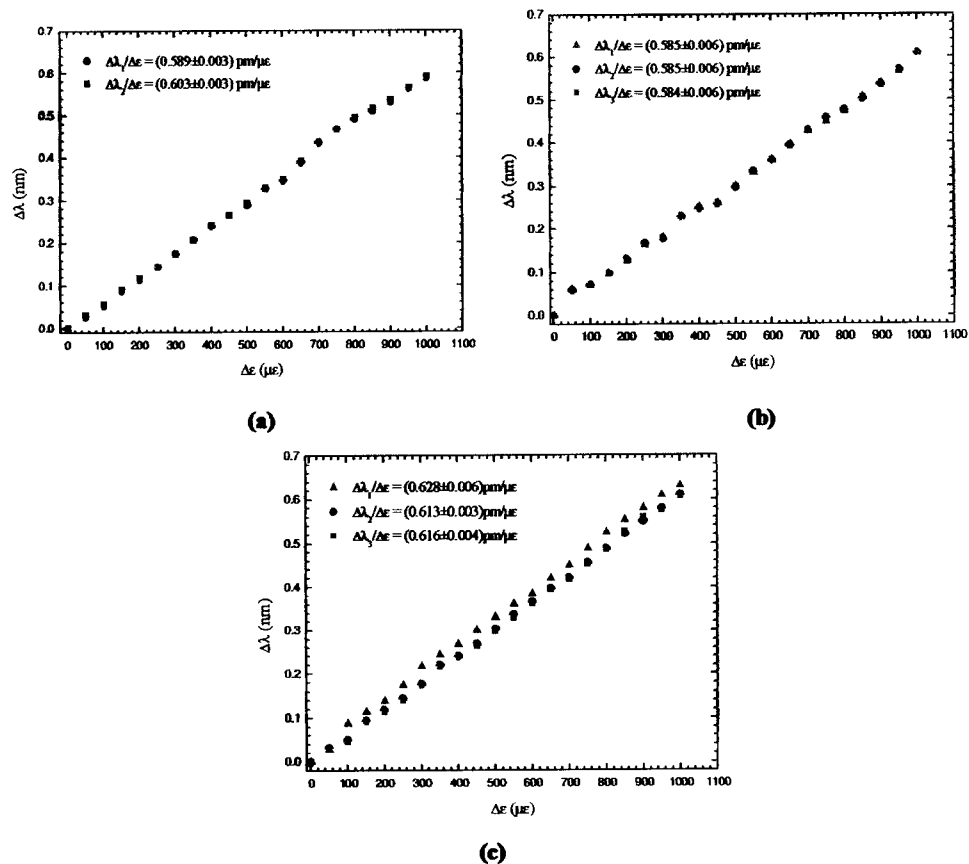 0.7
0.6
0.5
0.4
0.3
0.2
0.1
0.0
Δλ (nm)
Δλ₁/Δε = (0.589±0.003) pm/με
Δλ₂/Δε = (0.603±0.003) pm/με
0 100 200 300 400 500 600 700 800 900 1000 1100
Δε (με)
(a)
0.7
0.6
0.5
0.4
0.3
0.2
0.1
0.0
Δλ (nm)
Δλ₁/Δε = (0.585±0.006) pm/με
Δλ₂/Δε = (0.585±0.006) pm/με
Δλ₃/Δε = (0.584±0.006) pm/με
0 100 200 300 400 500 600 700 800 900 1000 1100
Δε (με)
(b)
0.7
0.6
0.5
0.4
0.3
0.2
0.1
0.0
Δλ (nm)
Δλ₁/Δε = (0.628±0.006)pm/με
Δλ₂/Δε = (0.613±0.003)pm/με
Δλ₃/Δε = (0.616±0.004)pm/με
0 100 200 300 400 500 600 700 800 900 1000 1100
Δε (με)
(c)